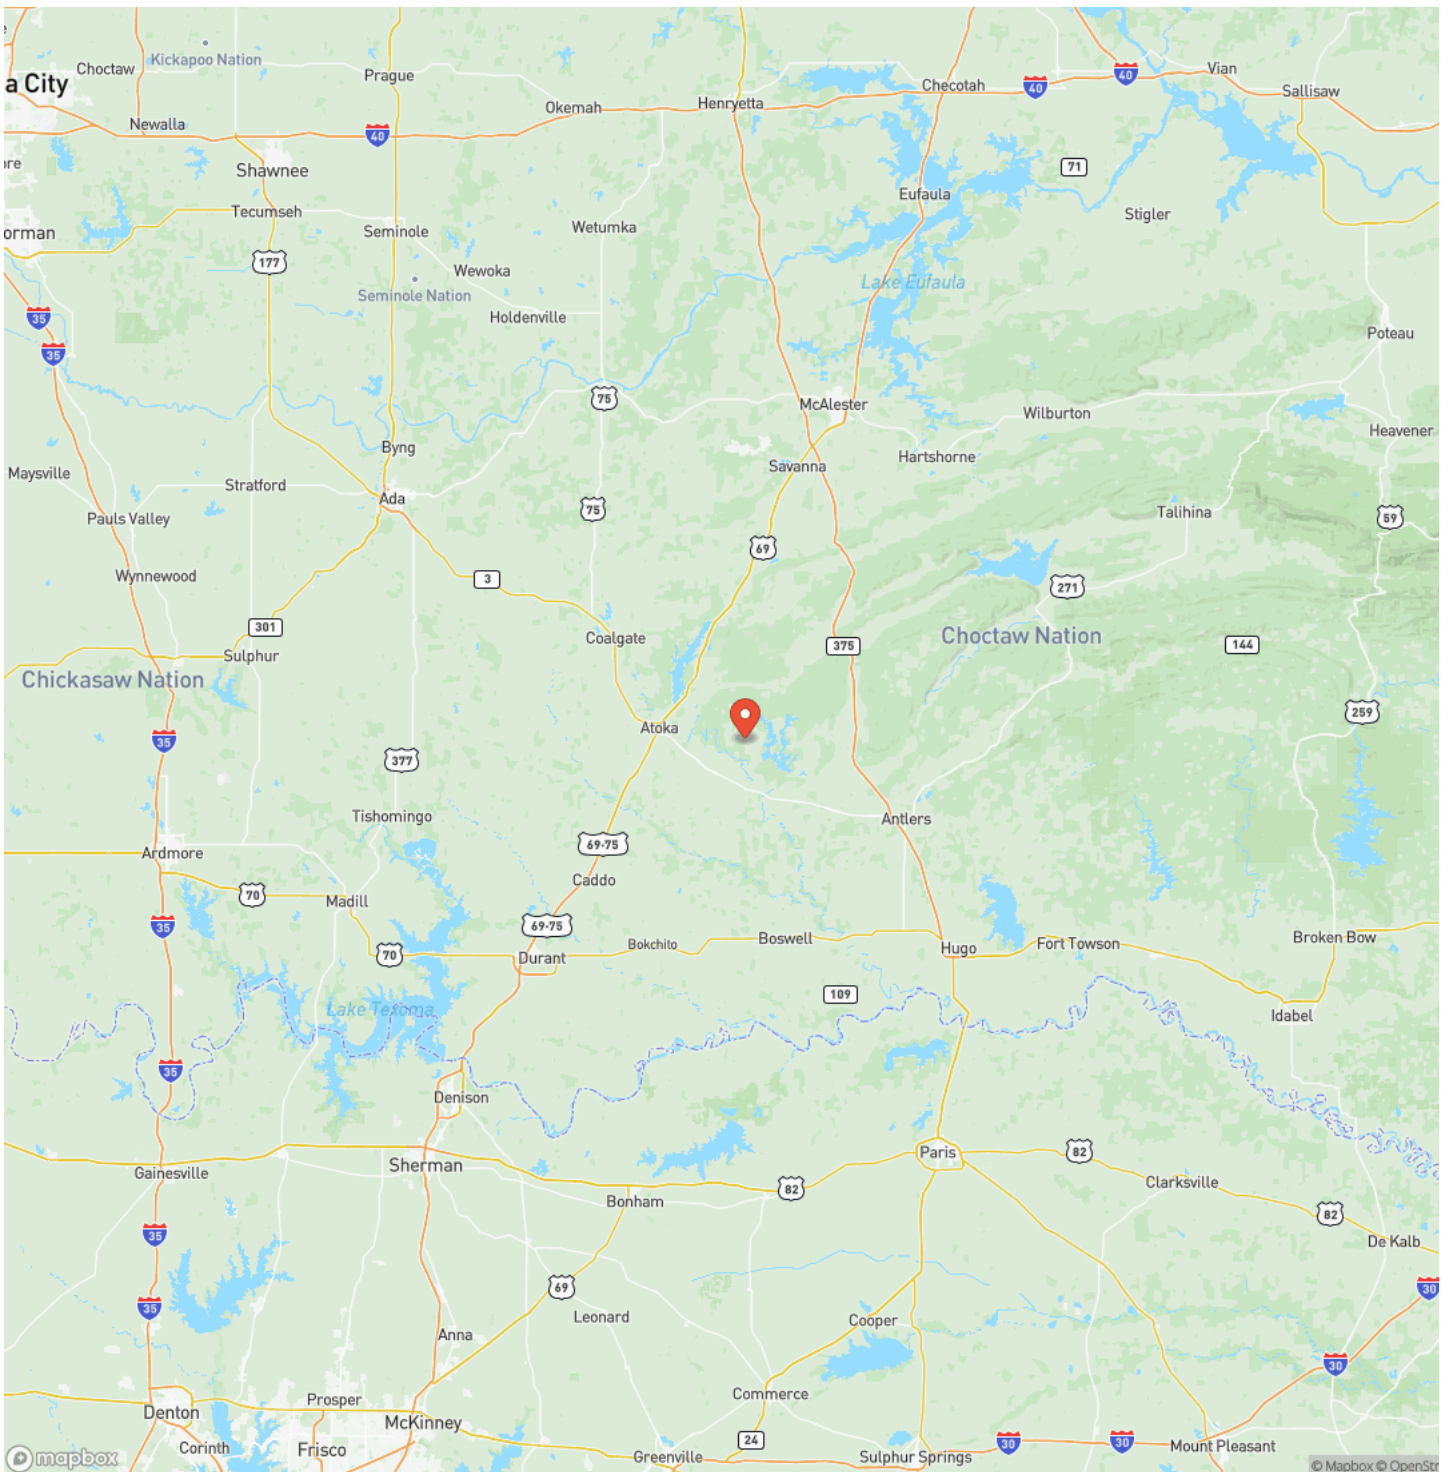 Kickapoo Nation
Choctaw
Prague
a City
Newalla
Okemah
Henryetta
Checotah
40
40
Vian
Sallisaw
40
ore
Shawnee
71
Tecumseh
Eufaula
Stigler
orman
Seminole
Wetumka
177
Wewoka
Seminole Nation
Lake Eufaula
35
Holdenville
35
Poteau
75
McAlester
Wilburton
Heavener
Byng
Maysville
Stratford
Savanna
Hartshorne
Ada
75
Talihina
59
Pauls Valley
69
Wynnewood
3
271
301
Coalgate
Choctaw Nation
375
144
Sulphur
Chickasaw Nation
259
Atoka
35
377
Tishomingo
Antlers
69-75
Ardmore
Caddo
70
Madill
69-75
35
Bokchito
Boswell
Hugo
Fort Towson
Broken Bow
70
Durant
109
Lake Texoma
Idabel
35
Denison
Paris
82
Sherman
Gainesville
82
Clarksville
Bonham
82
35
De Kalb
69
30
35
Leonard
Cooper
Anna
30
Commerce
Prosper
Denton
McKinney
24
30
30
Corinth
Frisco
Greenville
Sulphur Springs
Mount Pleasant
mapbox
© Mapbox © OpenStr